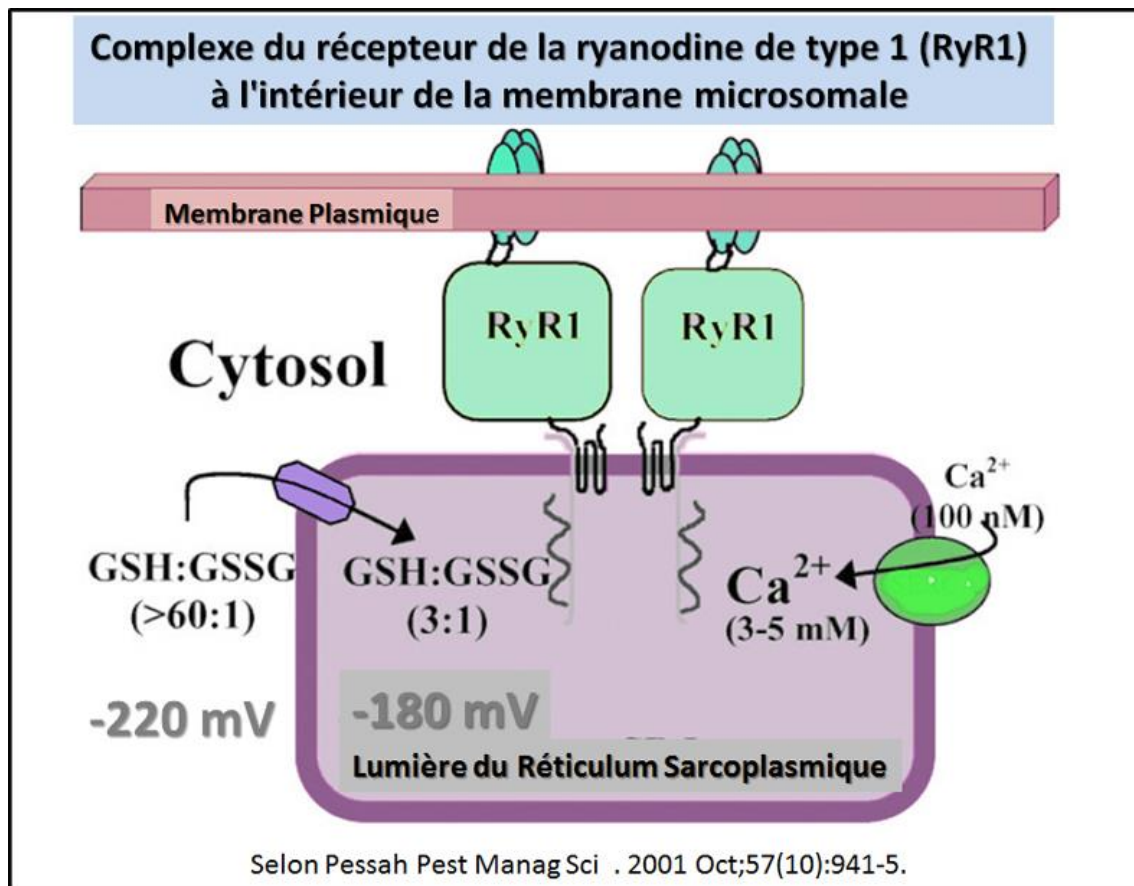 Complexe du récepteur de la ryanodine de type 1 (RyR1)
à l'intérieur de la membrane microsomale
Membrane Plasmique
RyR1
RyR1
Cytosol
Ca²⁺
(100 nM)
GSH:GSSG
(>60:1)
GSH:GSSG
(3:1)
Ca²⁺
(3-5 mM)
-220 mV
-180 mV
Lumière du Réticulum Sarcoplasmique
Selon Pessah Pest Manag Sci . 2001 Oct;57(10):941-5.